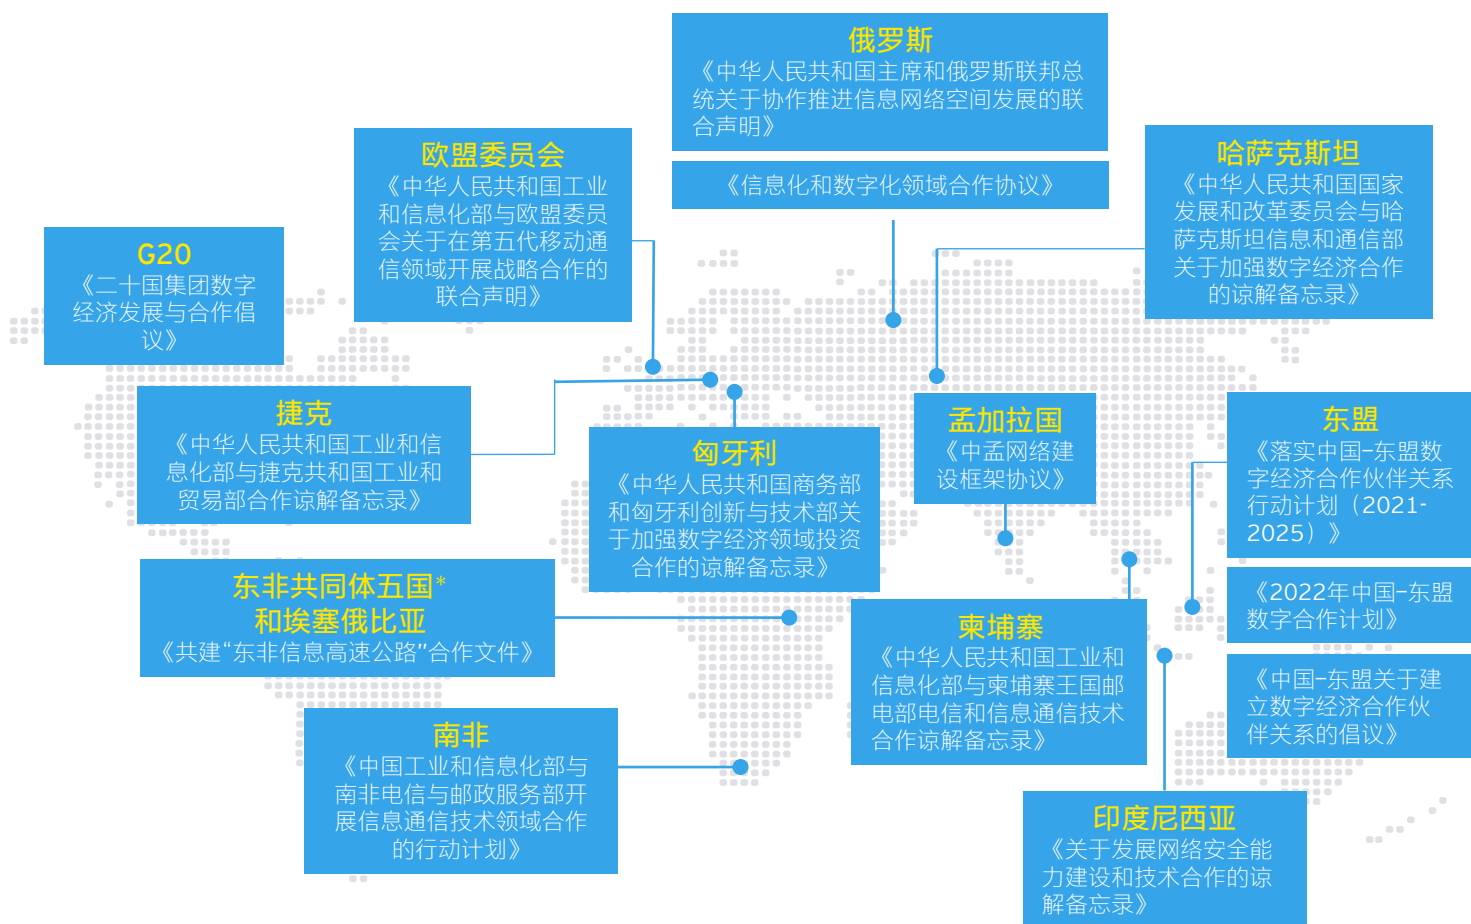 俄罗斯
《中华人民共和国主席和俄罗斯联邦总
统关于协作推进信息网络空间发展的联
合声明》
《信息化和数字化领域合作协议》
欧盟委员会
《中华人民共和国工业
和信息化部与欧盟委员
会关于在第五代移动通
信领域开展战略合作的
联合声明》
哈萨克斯坦
《中华人民共和国国家
发展和改革委员会与哈
萨克斯坦信息和通信部
关于加强数字经济合作
的谅解备忘录》
G20
《二十国集团数字
经济发展与合作倡
议》
捷克
《中华人民共和国工业和信
息化部与捷克共和国工业和
贸易部合作谅解备忘录》
匈牙利
《中华人民共和国商务部
和匈牙利创新与技术部关
于加强数字经济领域投资
合作的谅解备忘录》
孟加拉国
《中孟网络建
设框架协议》
东盟
《落实中国–东盟数
字经济合作伙伴关系
行动计划（2021-
2025）》
《2022年中国–东盟
数字合作计划》
《中国–东盟关于建
立数字经济合作伙
伴关系的倡议》
东非共同体五国*
和埃塞俄比亚
《共建“东非信息高速公路”合作文件》
柬埔寨
《中华人民共和国工业和
信息化部与柬埔寨王国邮
电部电信和信息通信技术
合作谅解备忘录》
南非
《中国工业和信息化部与
南非电信与邮政服务部开
展信息通信技术领域合作
的行动计划》
印度尼西亚
《关于发展网络安全能
力建设和技术合作的谅
解备忘录》